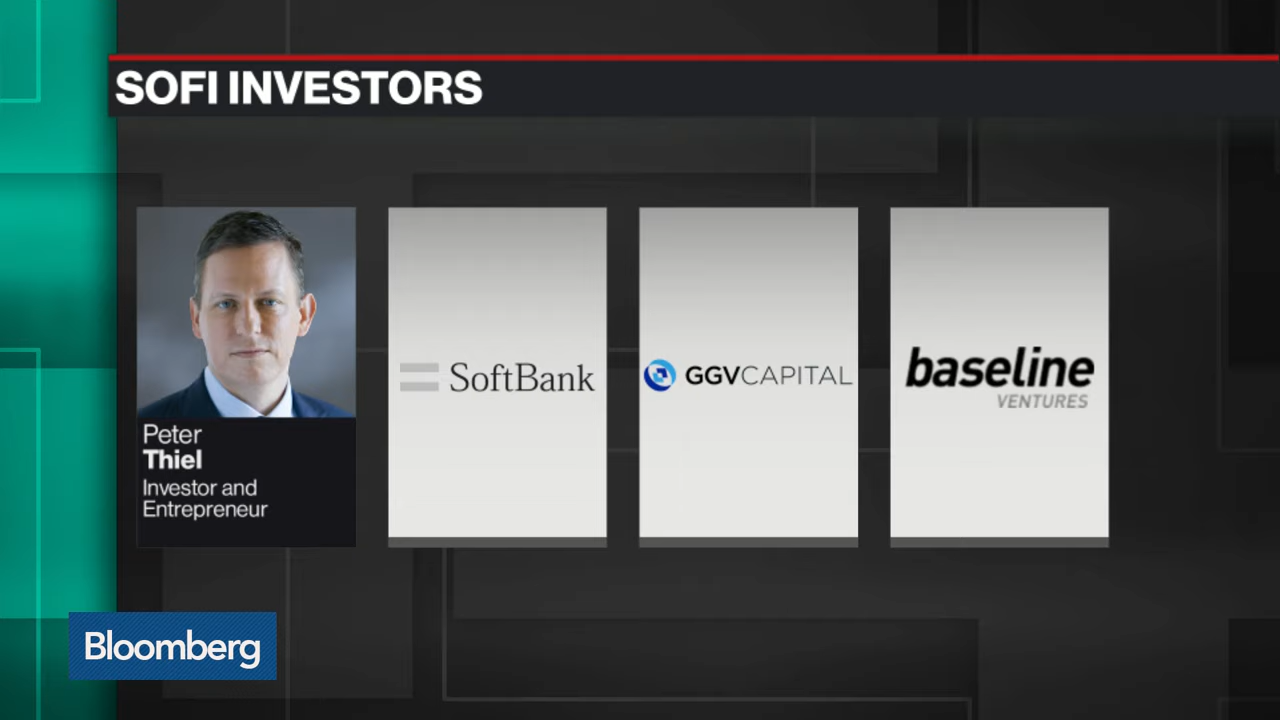 SOFI INVESTORS
Peter
Thiel
Investor and
Entrepreneur
SoftBank
GGVCAPITAL
baseline
VENTURES
Bloomberg